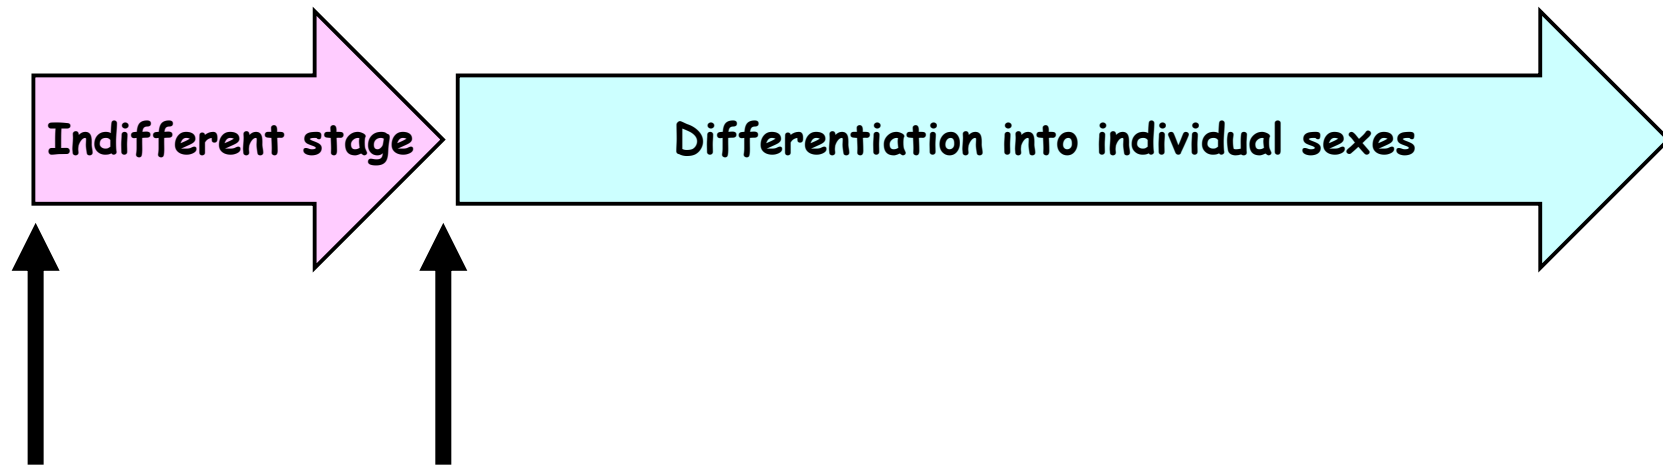 Indifferent stage
Differentiation into individual sexes